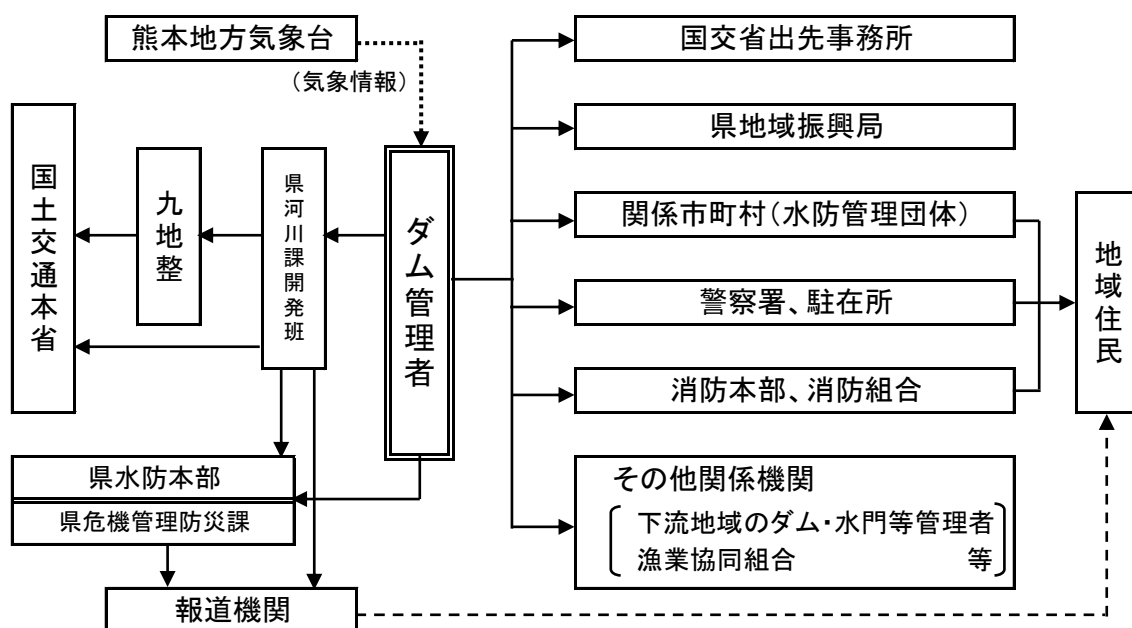 熊本地方気象台
(気象情報)
国土交通本省
九地整
県河川課開発班
ダム管理者
国交省出先事務所
県地域振興局
関係市町村(水防管理団体)
警察署、駐在所
消防本部、消防組合
その他関係機関
下流地域のダム・水門等管理者
漁業協同組合 等
地域住民
県水防本部
県危機管理防災課
報道機関